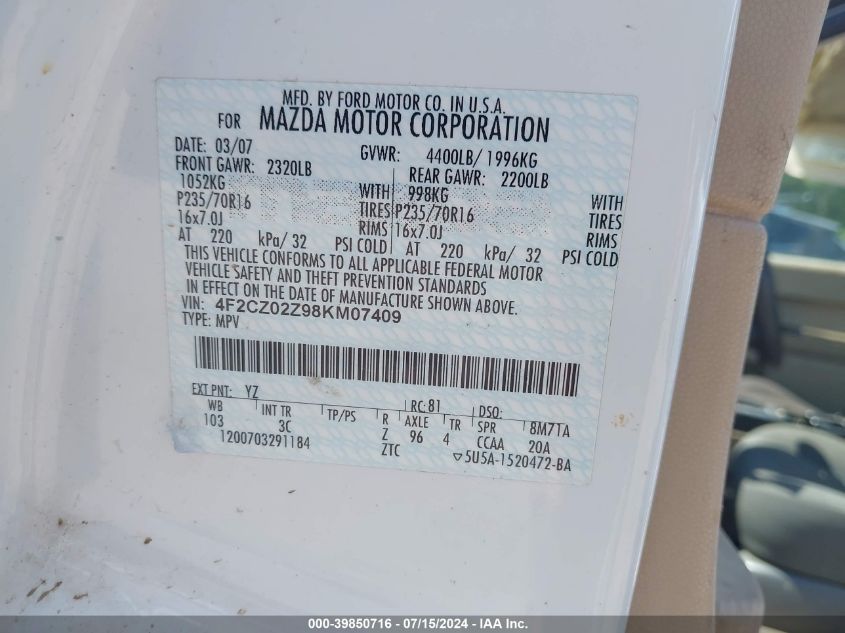 MFD. BY FORD MOTOR CO. IN U.S.A.
FOR MAZDA MOTOR CORPORATION
DATE: 03/07 GVWR: 4400LB/ 1996KG
FRONT GAWR: 2320LB REAR GAWR: 2200LB
1052KG WITH 998KG WITH
P235/70R16 TIRES P235/70R16 TIRES
16x7.0J RIMS 16x7.0J RIMS
AT 220 kPa/ 32 PSI COLD AT 220 kPa/ 32 PSI COLD
THIS VEHICLE CONFORMS TO ALL APPLICABLE FEDERAL MOTOR
VEHICLE SAFETY AND THEFT PREVENTION STANDARDS
IN EFFECT ON THE DATE OF MANUFACTURE SHOWN ABOVE.
VIN: 4F2CZ02Z98KM07409
TYPE: MPV
EXT PNT: YZ RC: 81 DSO:
WB INT TR TP/PS R AXLE TR SPR 8M7TA
103 3C Z 96 4 CCAA 20A
1200703291184 ZTC ▽5U5A-1520472-BA
000-39850716 - 07/15/2024 - IAA Inc.